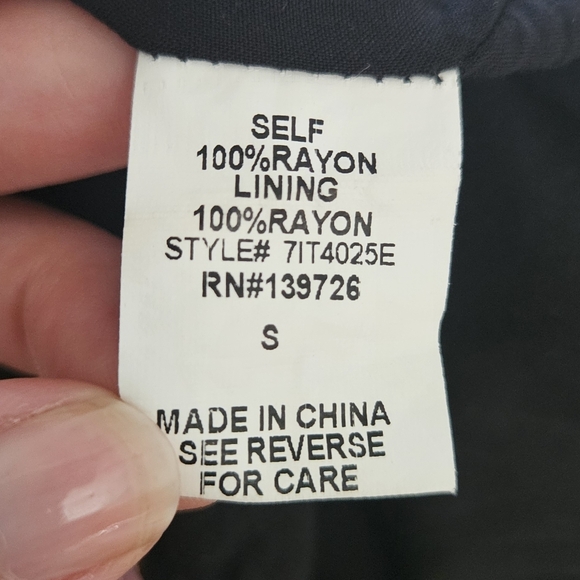 SELF
100%RAYON
LINING
100%RAYON
STYLE# 7IT4025E
RN#139726
S
MADE IN CHINA
SEE REVERSE
FOR CARE